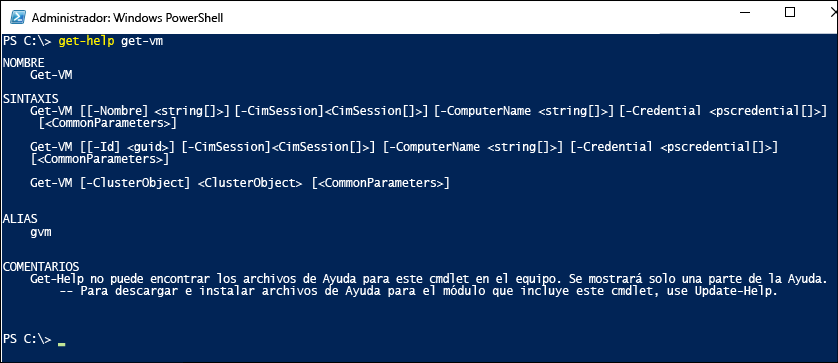 Administrador: Windows PowerShell
PS C:\> get-help get-vm
NOMBRE
Get-VM
SINTAXIS
Get-VM [[-Nombre] <string[]>] [-CimSession]<CimSession[]>] [-ComputerName <string[]>] [-Credential <pscredential[]>]
[<CommonParameters>]
Get-VM [[-Id] <guid>] [-CimSession]<CimSession[]>] [-ComputerName <string[]>] [-Credential <pscredential[]>]
[<CommonParameters>]
Get-VM [-ClusterObject] <ClusterObject> [<CommonParameters>]
ALIAS
gvm
COMENTARIOS
Get-Help no puede encontrar los archivos de Ayuda para este cmdlet en el equipo. Se mostrará solo una parte de la Ayuda.
-- Para descargar e instalar archivos de Ayuda para el módulo que incluye este cmdlet, use Update-Help.
PS C:\> _